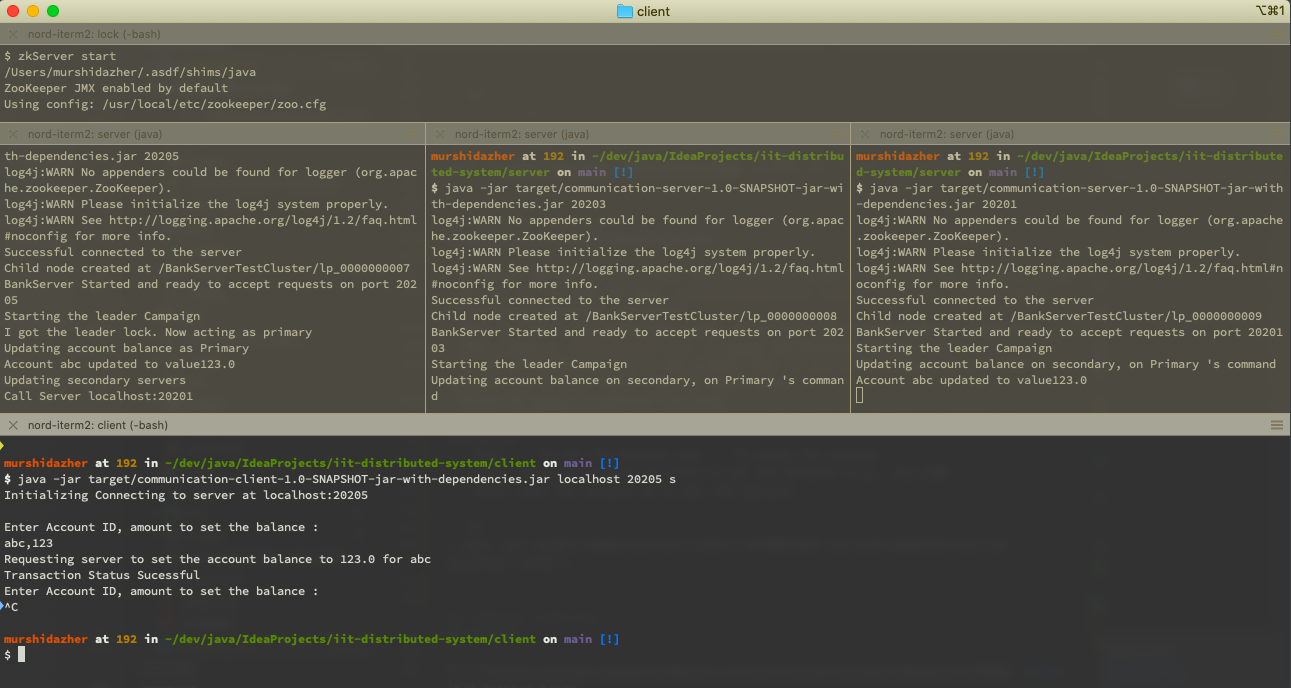 client
⌥⌘1
nord-iterm2: lock (-bash)
$ zkServer start
/Users/murshidazher/.asdf/shims/java
ZooKeeper JMX enabled by default
Using config: /usr/local/etc/zookeeper/zoo.cfg
nord-iterm2: server (java)
th-dependencies.jar 20205
log4j:WARN No appenders could be found for logger (org.apac
he.zookeeper.ZooKeeper).
log4j:WARN Please initialize the log4j system properly.
log4j:WARN See http://logging.apache.org/log4j/1.2/faq.html
#noconfig for more info.
Successful connected to the server
Child node created at /BankServerTestCluster/lp_0000000007
BankServer Started and ready to accept requests on port 202
05
Starting the leader Campaign
I got the leader lock. Now acting as primary
Updating account balance as Primary
Account abc updated to value123.0
Updating secondary servers
Call Server localhost:20201
nord-iterm2: server (java)
murshidazher at 192 in ~/dev/java/IdeaProjects/iit-distribu
ted-system/server on main [!]
$ java -jar target/communication-server-1.0-SNAPSHOT-jar-wi
th-dependencies.jar 20203
log4j:WARN No appenders could be found for logger (org.apac
he.zookeeper.ZooKeeper).
log4j:WARN Please initialize the log4j system properly.
log4j:WARN See http://logging.apache.org/log4j/1.2/faq.html
#noconfig for more info.
Successful connected to the server
Child node created at /BankServerTestCluster/lp_0000000008
BankServer Started and ready to accept requests on port 202
03
Starting the leader Campaign
Updating account balance on secondary, on Primary 's comman
d
nord-iterm2: server (java)
murshidazher at 192 in ~/dev/java/IdeaProjects/iit-distribute
d-system/server on main [!]
$ java -jar target/communication-server-1.0-SNAPSHOT-jar-with
-dependencies.jar 20201
log4j:WARN No appenders could be found for logger (org.apache
.zookeeper.ZooKeeper).
log4j:WARN Please initialize the log4j system properly.
log4j:WARN See http://logging.apache.org/log4j/1.2/faq.html#n
oconfig for more info.
Successful connected to the server
Child node created at /BankServerTestCluster/lp_0000000009
BankServer Started and ready to accept requests on port 20201
Starting the leader Campaign
Updating account balance on secondary, on Primary 's command
Account abc updated to value123.0
nord-iterm2: client (-bash)
murshidazher at 192 in ~/dev/java/IdeaProjects/iit-distributed-system/client on main [!]
$ java -jar target/communication-client-1.0-SNAPSHOT-jar-with-dependencies.jar localhost 20205 s
Initializing Connecting to server at localhost:20205
Enter Account ID, amount to set the balance :
abc,123
Requesting server to set the account balance to 123.0 for abc
Transaction Status Sucessful
Enter Account ID, amount to set the balance :
^C
murshidazher at 192 in ~/dev/java/IdeaProjects/iit-distributed-system/client on main [!]
$